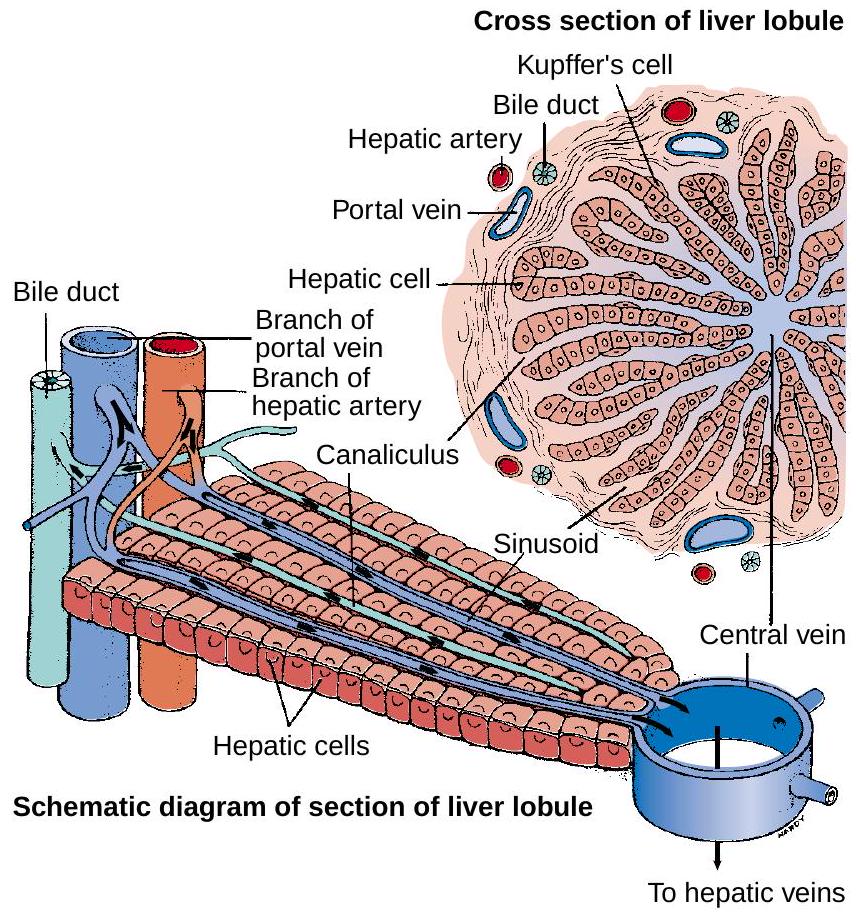 Cross section of liver lobule
Kupffer's cell
Bile duct
Hepatic artery
Portal vein
Hepatic cell
Bile duct
Branch of
portal vein
Branch of
hepatic artery
Canaliculus
Sinusoid
Central vein
Hepatic cells
Schematic diagram of section of liver lobule
HARDY
To hepatic veins